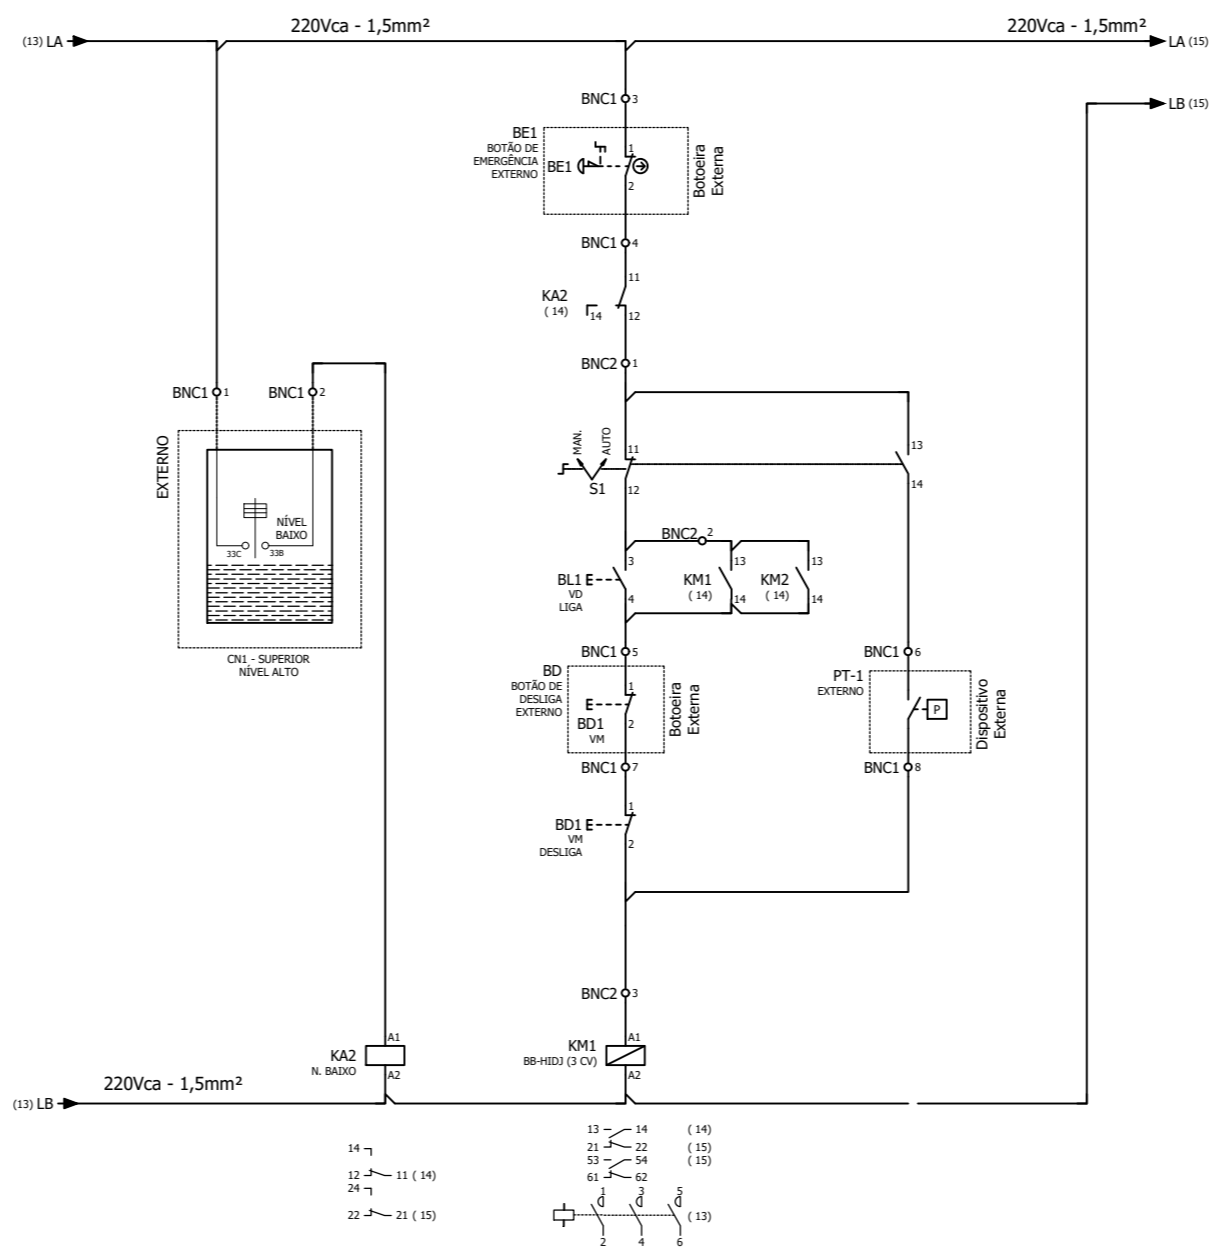 220Vca - 1,5mm²
220Vca - 1,5mm²
(13) LA
LA (15)
LB (15)
BNC1 3
BE1
BOTÃO DE
EMERGÊNCIA
EXTERNO
BE1
1
2
Botoeira
Externa
BNC1 4
11
KA2
( 14)
14
12
BNC2 1
BNC1 1
BNC1 2
EXTERNO
NÍVEL
BAIXO
33C
33B
CN1 - SUPERIOR
NÍVEL ALTO
MAN.
AUTO
11
S1
12
13
14
BNC2 2
3
BL1 E
4
VD
LIGA
13
KM1
( 14)
14
13
KM2
( 14)
14
BNC1 5
BD
BOTÃO DE
DESLIGA
EXTERNO
1
E
BD1
2
VM
Botoeira
Externa
BNC1 7
BNC1 6
PT-1
EXTERNO
P
Dispositivo
Externa
BNC1 8
1
BD1 E
VM
2
DESLIGA
BNC2 3
A1
KA2
N. BAIXO
A2
A1
KM1
BB-HIDJ (3 CV)
A2
220Vca - 1,5mm²
(13) LB
14
12 11 ( 14)
24
22 21 ( 15)
13 14 ( 14)
21 22 ( 15)
53 54 ( 15)
61 62
1 3 5
( 13)
2 4 6